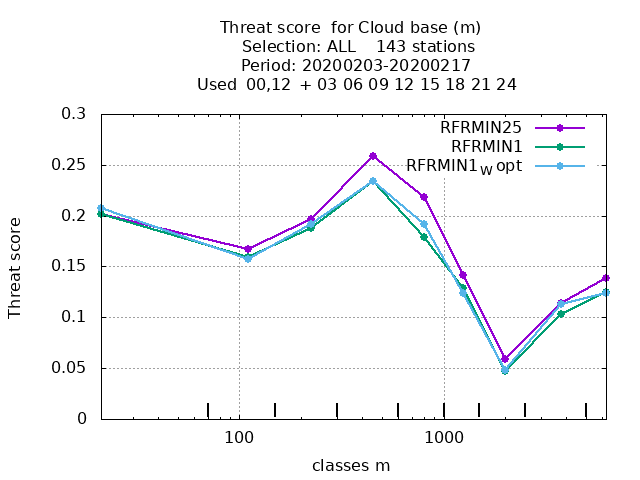 Threat score  for Cloud base (m)
Selection: ALL    143 stations
Period: 20200203-20200217
Used  00,12  + 03 06 09 12 15 18 21 24
0.3
RFRMIN25
RFRMIN1
RFRMIN1W opt
0.25
0.2
0.15
0.1
0.05
0
Threat score
100
1000
classes m